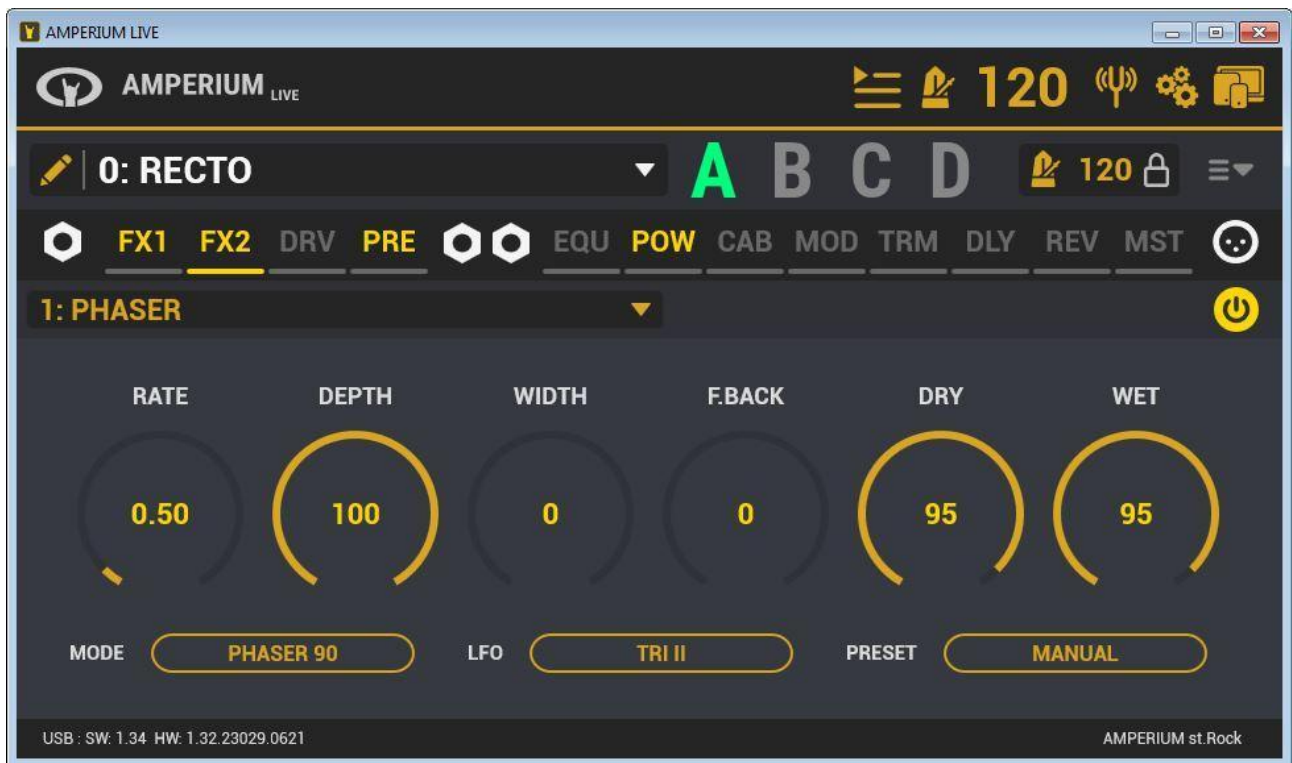 AMPERIUM LIVE
AMPERIUM LIVE 120
0: RECTO A B C D 120
FX1 FX2 DRV PRE EQU POW CAB MOD TRM DLY REV MST
1: PHASER
RATE DEPTH WIDTH F.BACK DRY WET
0.50 100 0 0 95 95
MODE PHASER 90 LFO TRI II PRESET MANUAL
USB : SW: 1.34 HW: 1.32.23029.0621 AMPERIUM st.Rock